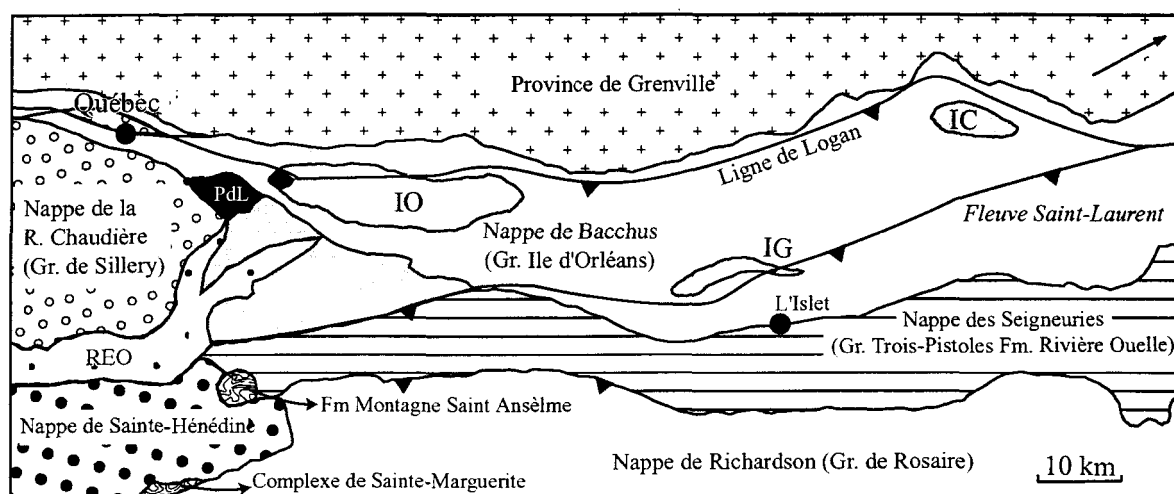 Province de Grenville
Québec
IC
Ligne de Logan
PdL
IO
Nappe de la
R. Chaudière
(Gr. de Sillery)
Nappe de Bacchus
(Gr. Ile d'Orléans)
Fleuve Saint-Laurent
IG
L'Islet
Nappe des Seigneuries
(Gr. Trois-Pistoles Fm. Rivière Ouelle)
REO
Fm Montagne Saint Ansèlme
Nappe de Sainte-Hénédine
Nappe de Richardson (Gr. de Rosaire)
10 km
Complexe de Sainte-Marguerite